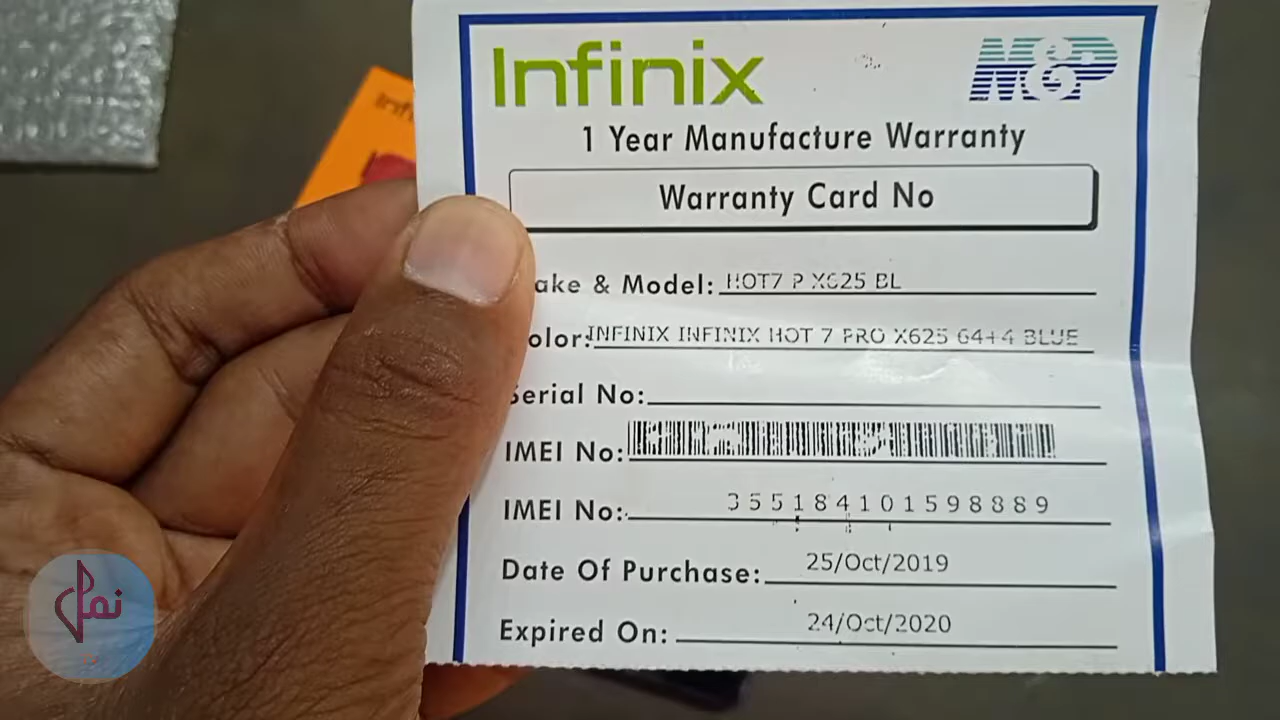 Infinix M&P
1 Year Manufacture Warranty
Warranty Card No
ake & Model: HOT7 P X625 BL
olor: INFINIX INFINIX HOT 7 PRO X625 64+4 BLUE
Serial No:
IMEI No:
IMEI No: 355184101598889
Date Of Purchase: 25/Oct/2019
Expired On: 24/Oct/2020
نمل